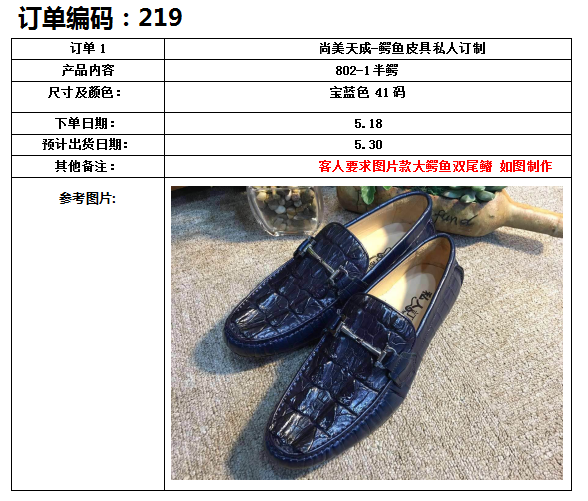 订单编码：219
订单 1 尚美天成-鳄鱼皮具私人订制
产品内容 802-1半鳄
尺寸及颜色： 宝蓝色 41码
下单日期： 5.18
预计出货日期： 5.30
其他备注： 客人要求图片款大鳄鱼双尾鳍 如图制作
参考图片: